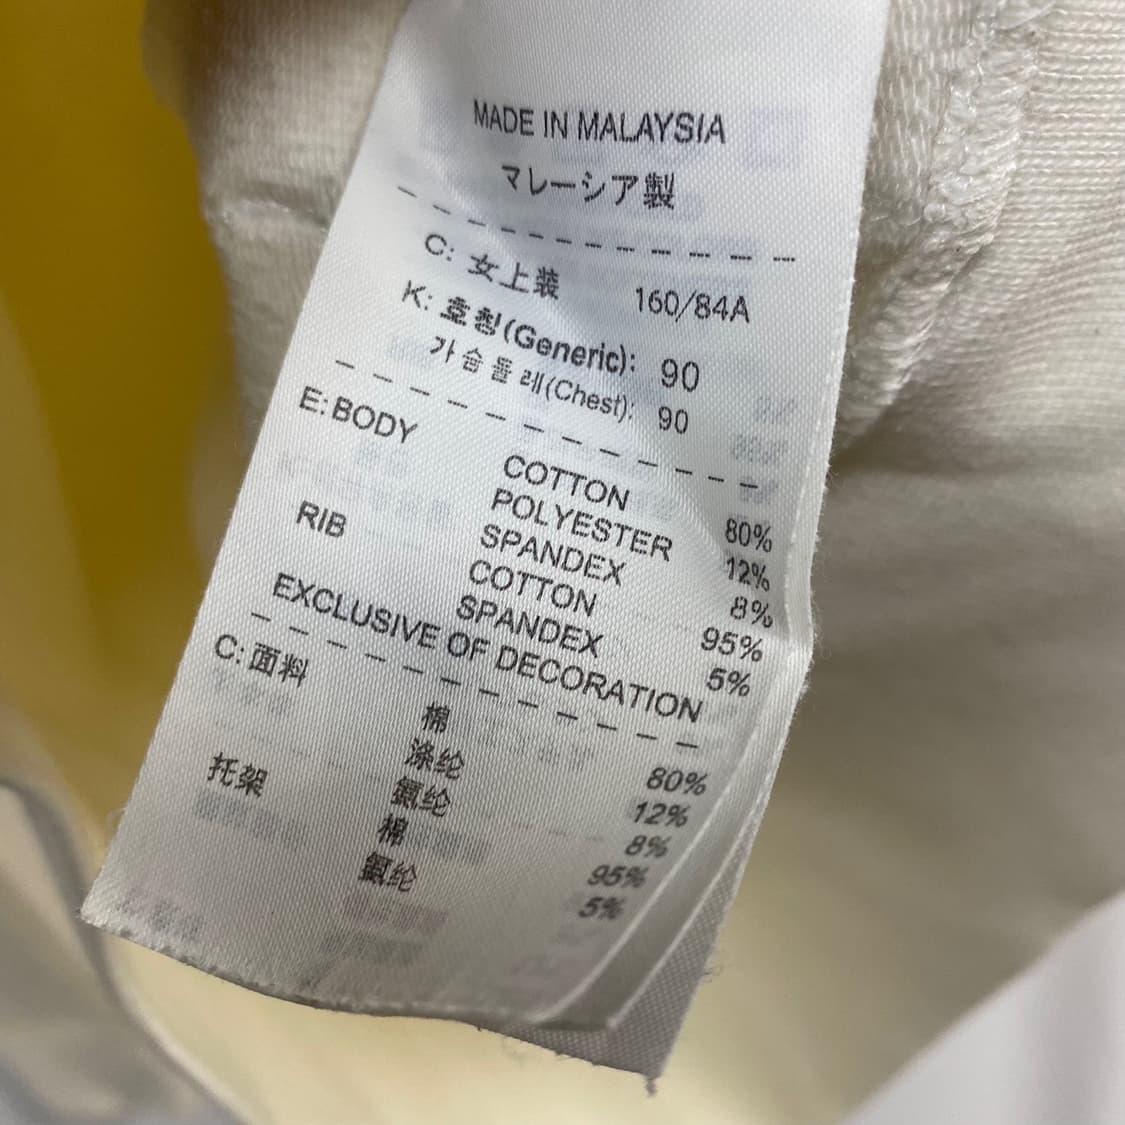 MADE IN MALAYSIA
マレーシア製
C: 女上装 160/84A
K: 호칭(Generic): 90
가슴둘레(Chest): 90
E: BODY COTTON 80%
POLYESTER 12%
SPANDEX 8%
RIB COTTON 95%
SPANDEX 5%
EXCLUSIVE OF DECORATION
C: 面料 棉 80%
涤纶 12%
氨纶 8%
托架 棉 95%
氨纶 5%